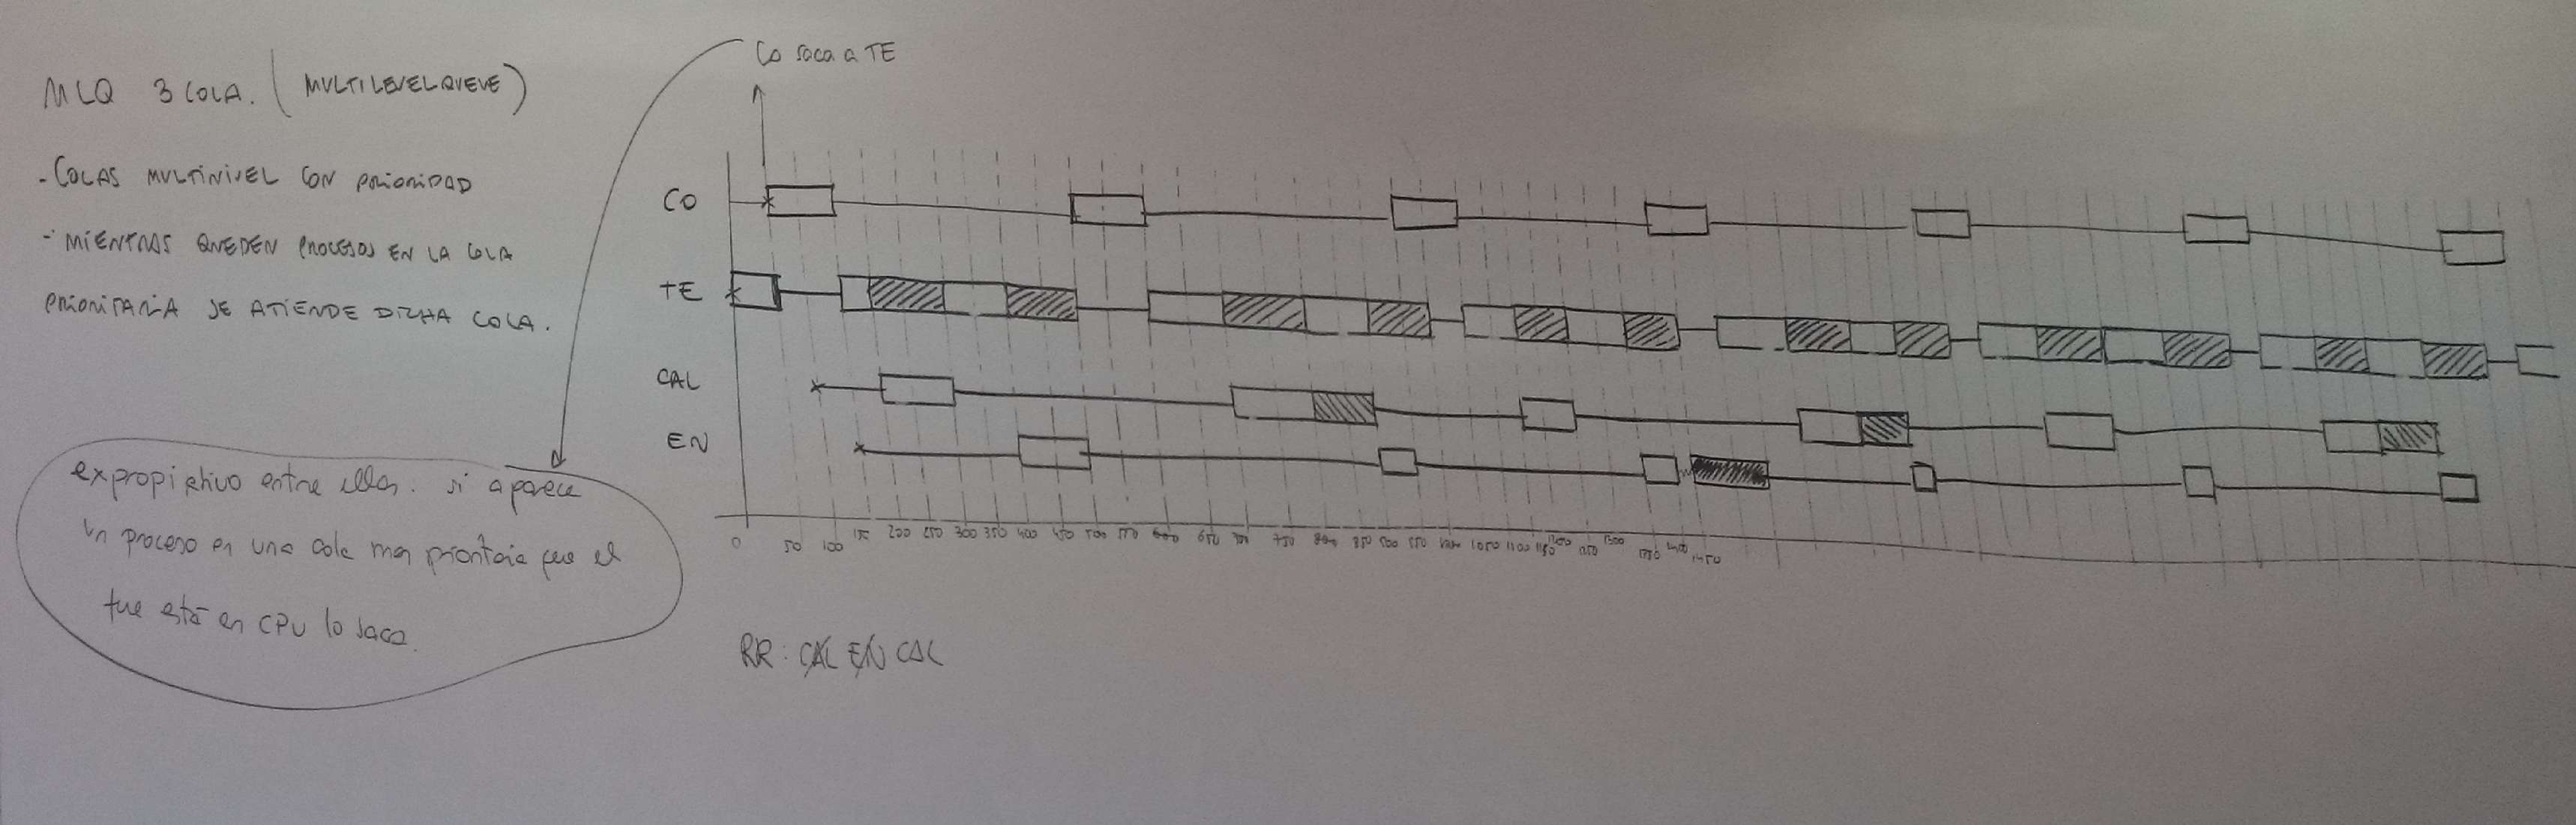 MLQ 3 COLA. (MULTILEVELQUEUE)
- COLAS MULTINIVEL CON PRIORIDAD
- MIENTRAS QUEDEN PROCESOS EN LA COLA
PRIORITARIA SE ATIENDE DICHA COLA.
expropiativo entre ellas. si aparece
un proceso en una cola mas prioritaria que el
que está en CPU lo saca.
Co saca a TE
CO
TE
CAL
EN
0 50 100 150 200 250 300 350 400 450 500 550 600 650 700 750 800 850 900 950 1000 1050 1100 1150 1200 1250 1300 1350 1400 1450
RR: CAL EN CAL